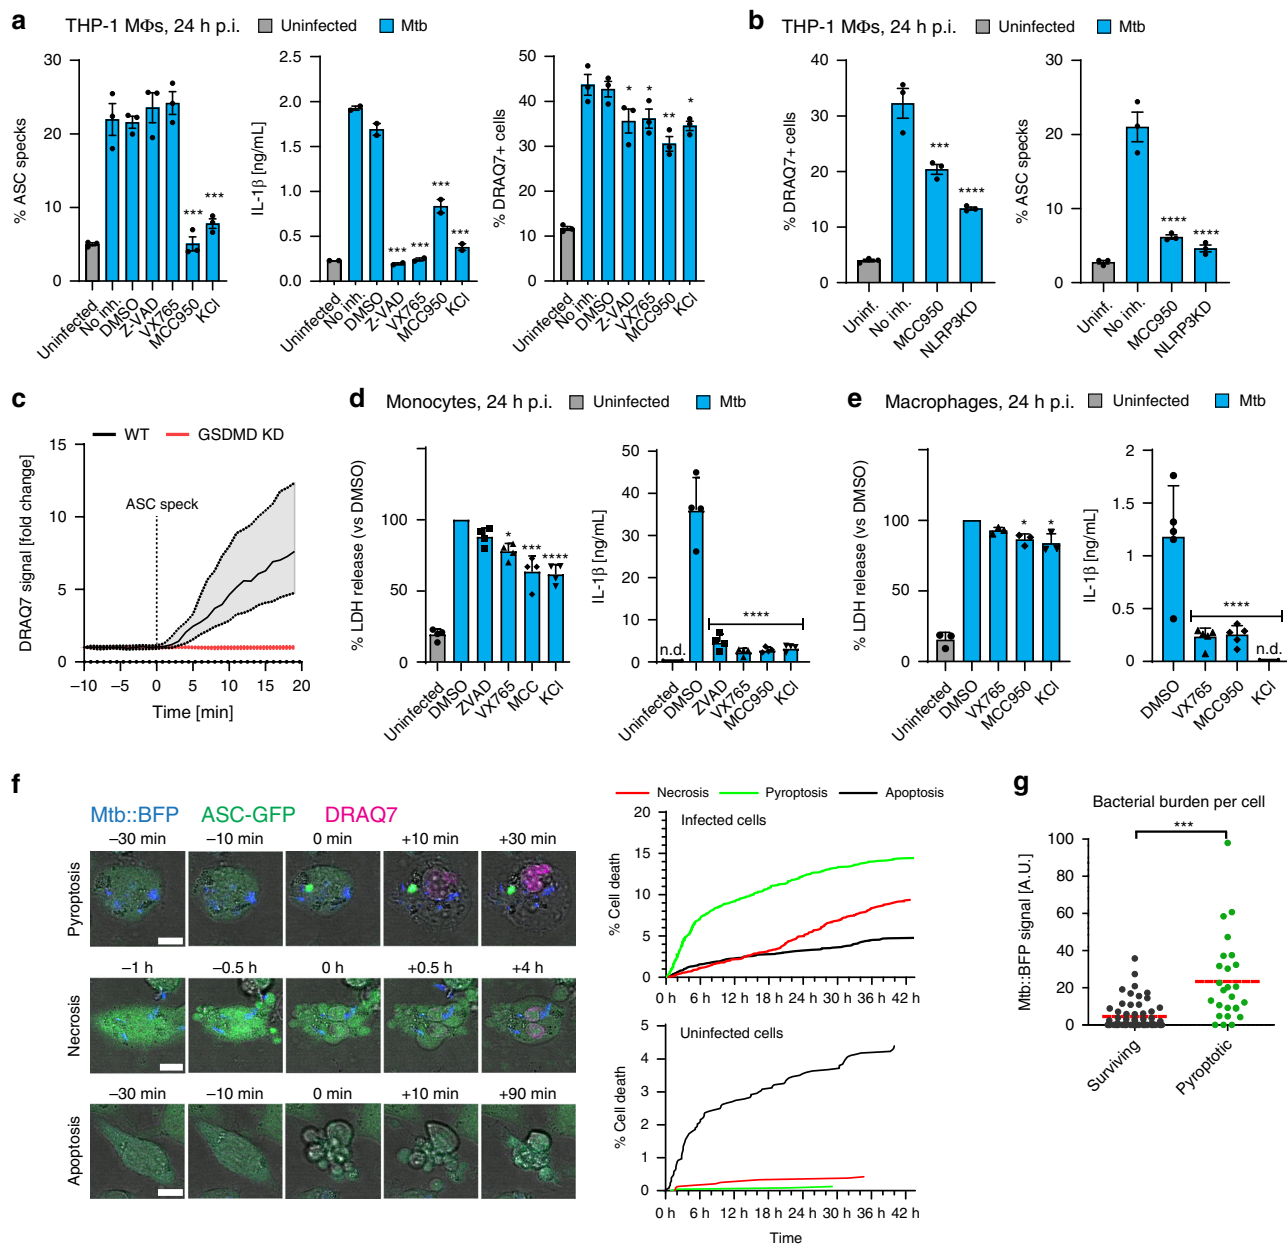 a
THP-1 MΦs, 24 h p.i.
Uninfected
Mtb
% ASC specks
30
20
10
0
Uninfected
No inh.
DMSO
Z-VAD
VX765
MCC950
KCl
***
***
IL-1β [ng/mL]
2.5
2.0
1.5
1.0
0.5
0.0
Uninfected
No inh.
DMSO
Z-VAD
VX765
MCC950
KCl
***
***
***
***
% DRAQ7+ cells
50
40
30
20
10
0
Uninfected
No inh.
DMSO
Z-VAD
VX765
MCC950
KCl
*
*
**
*
b
THP-1 MΦs, 24 h p.i.
Uninfected
Mtb
% DRAQ7+ cells
40
30
20
10
0
Uninf.
No inh.
MCC950
NLRP3KD
***
****
% ASC specks
30
20
10
0
Uninf.
No inh.
MCC950
NLRP3KD
****
****
c
WT
GSDMD KD
DRAQ7 signal [fold change]
15
10
5
1
0
ASC speck
−10
−5
0
5
10
15
20
Time [min]
d
Monocytes, 24 h p.i.
Uninfected
Mtb
% LDH release (vs DMSO)
100
50
0
Uninfected
DMSO
ZVAD
VX765
MCC
KCl
*
***
****
IL-1β [ng/mL]
50
40
30
20
10
0
n.d.
****
Uninfected
DMSO
ZVAD
VX765
MCC950
KCl
e
Macrophages, 24 h p.i.
Uninfected
Mtb
% LDH release (vs DMSO)
100
50
0
Uninfected
DMSO
VX765
MCC950
KCl
*
*
IL-1β [ng/mL]
2
1.5
1
0.5
0
****
n.d.
DMSO
VX765
MCC950
KCl
f
Mtb::BFP
ASC-GFP
DRAQ7
−30 min
−10 min
0 min
+10 min
+30 min
Pyroptosis
−1 h
−0.5 h
0 h
+0.5 h
+4 h
Necrosis
−30 min
−10 min
0 min
+10 min
+90 min
Apoptosis
Necrosis
Pyroptosis
Apoptosis
Infected cells
% Cell death
20
15
10
5
0
0 h
6 h
12 h
18 h
24 h
30 h
36 h
42 h
Uninfected cells
% Cell death
5
4
3
2
1
0
0 h
6 h
12 h
18 h
24 h
30 h
36 h
42 h
Time
g
Bacterial burden per cell
***
Mtb::BFP signal [A.U.]
100
80
60
40
20
0
Surviving
Pyroptotic